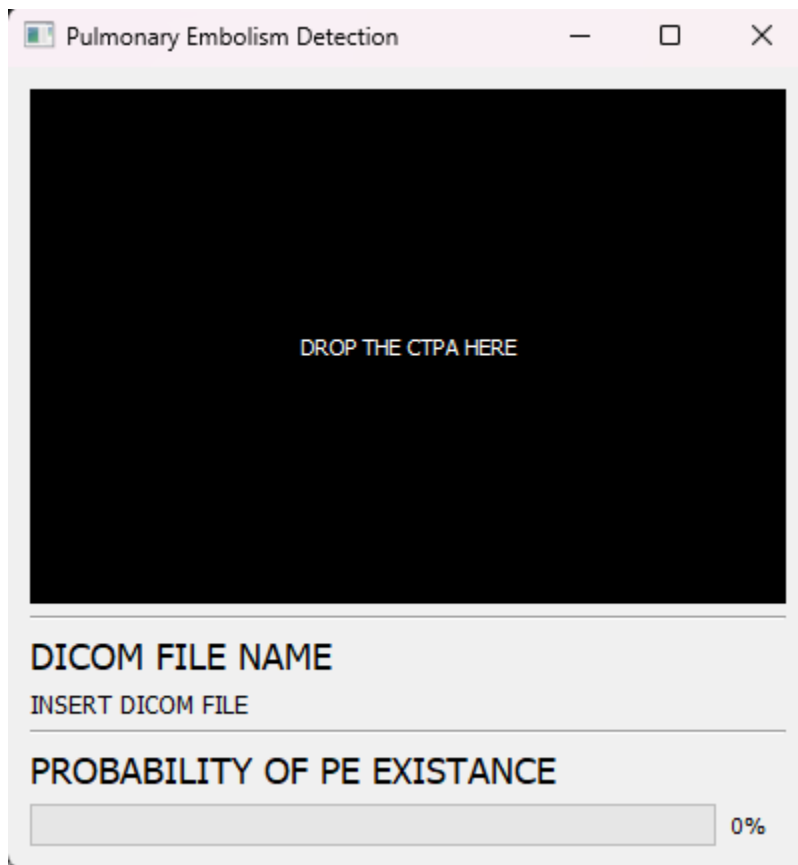 Pulmonary Embolism Detection
DROP THE CTPA HERE
DICOM FILE NAME
INSERT DICOM FILE
PROBABILITY OF PE EXISTANCE
0%